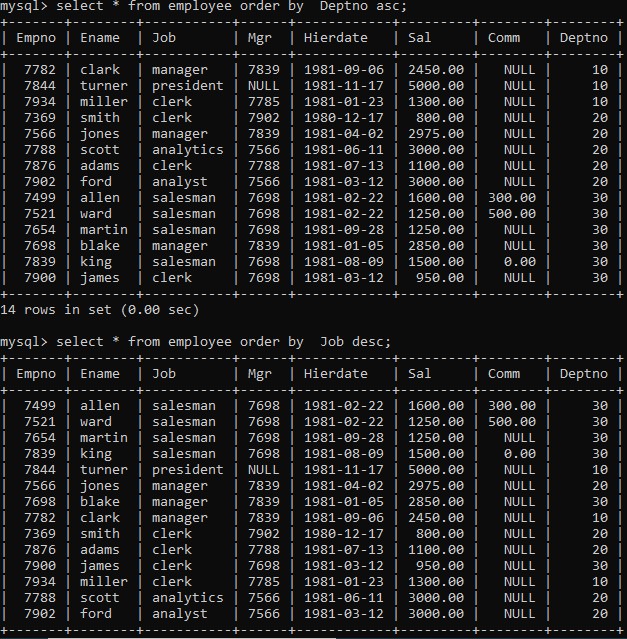 mysql> select * from employee order by  Deptno asc;
+-------+--------+-----------+------+------------+---------+--------+--------+
| Empno | Ename  | Job       | Mgr  | Hierdate   | Sal     | Comm   | Deptno |
+-------+--------+-----------+------+------------+---------+--------+--------+
|  7782 | clark  | manager   | 7839 | 1981-09-06 | 2450.00 |   NULL |     10 |
|  7844 | turner | president | NULL | 1981-11-17 | 5000.00 |   NULL |     10 |
|  7934 | miller | clerk     | 7785 | 1981-01-23 | 1300.00 |   NULL |     10 |
|  7369 | smith  | clerk     | 7902 | 1980-12-17 |  800.00 |   NULL |     20 |
|  7566 | jones  | manager   | 7839 | 1981-04-02 | 2975.00 |   NULL |     20 |
|  7788 | scott  | analytics | 7566 | 1981-06-11 | 3000.00 |   NULL |     20 |
|  7876 | adams  | clerk     | 7788 | 1981-07-13 | 1100.00 |   NULL |     20 |
|  7902 | ford   | analyst   | 7566 | 1981-03-12 | 3000.00 |   NULL |     20 |
|  7499 | allen  | salesman  | 7698 | 1981-02-22 | 1600.00 | 300.00 |     30 |
|  7521 | ward   | salesman  | 7698 | 1981-02-22 | 1250.00 | 500.00 |     30 |
|  7654 | martin | salesman  | 7698 | 1981-09-28 | 1250.00 |   NULL |     30 |
|  7698 | blake  | manager   | 7839 | 1981-01-05 | 2850.00 |   NULL |     30 |
|  7839 | king   | salesman  | 7698 | 1981-08-09 | 1500.00 |   0.00 |     30 |
|  7900 | james  | clerk     | 7698 | 1981-03-12 |  950.00 |   NULL |     30 |
+-------+--------+-----------+------+------------+---------+--------+--------+
14 rows in set (0.00 sec)
mysql> select * from employee order by  Job desc;
+-------+--------+-----------+------+------------+---------+--------+--------+
| Empno | Ename  | Job       | Mgr  | Hierdate   | Sal     | Comm   | Deptno |
+-------+--------+-----------+------+------------+---------+--------+--------+
|  7499 | allen  | salesman  | 7698 | 1981-02-22 | 1600.00 | 300.00 |     30 |
|  7521 | ward   | salesman  | 7698 | 1981-02-22 | 1250.00 | 500.00 |     30 |
|  7654 | martin | salesman  | 7698 | 1981-09-28 | 1250.00 |   NULL |     30 |
|  7839 | king   | salesman  | 7698 | 1981-08-09 | 1500.00 |   0.00 |     30 |
|  7844 | turner | president | NULL | 1981-11-17 | 5000.00 |   NULL |     10 |
|  7566 | jones  | manager   | 7839 | 1981-04-02 | 2975.00 |   NULL |     20 |
|  7698 | blake  | manager   | 7839 | 1981-01-05 | 2850.00 |   NULL |     30 |
|  7782 | clark  | manager   | 7839 | 1981-09-06 | 2450.00 |   NULL |     10 |
|  7369 | smith  | clerk     | 7902 | 1980-12-17 |  800.00 |   NULL |     20 |
|  7876 | adams  | clerk     | 7788 | 1981-07-13 | 1100.00 |   NULL |     20 |
|  7900 | james  | clerk     | 7698 | 1981-03-12 |  950.00 |   NULL |     30 |
|  7934 | miller | clerk     | 7785 | 1981-01-23 | 1300.00 |   NULL |     10 |
|  7788 | scott  | analytics | 7566 | 1981-06-11 | 3000.00 |   NULL |     20 |
|  7902 | ford   | analyst   | 7566 | 1981-03-12 | 3000.00 |   NULL |     20 |
+-------+--------+-----------+------+------------+---------+--------+--------+